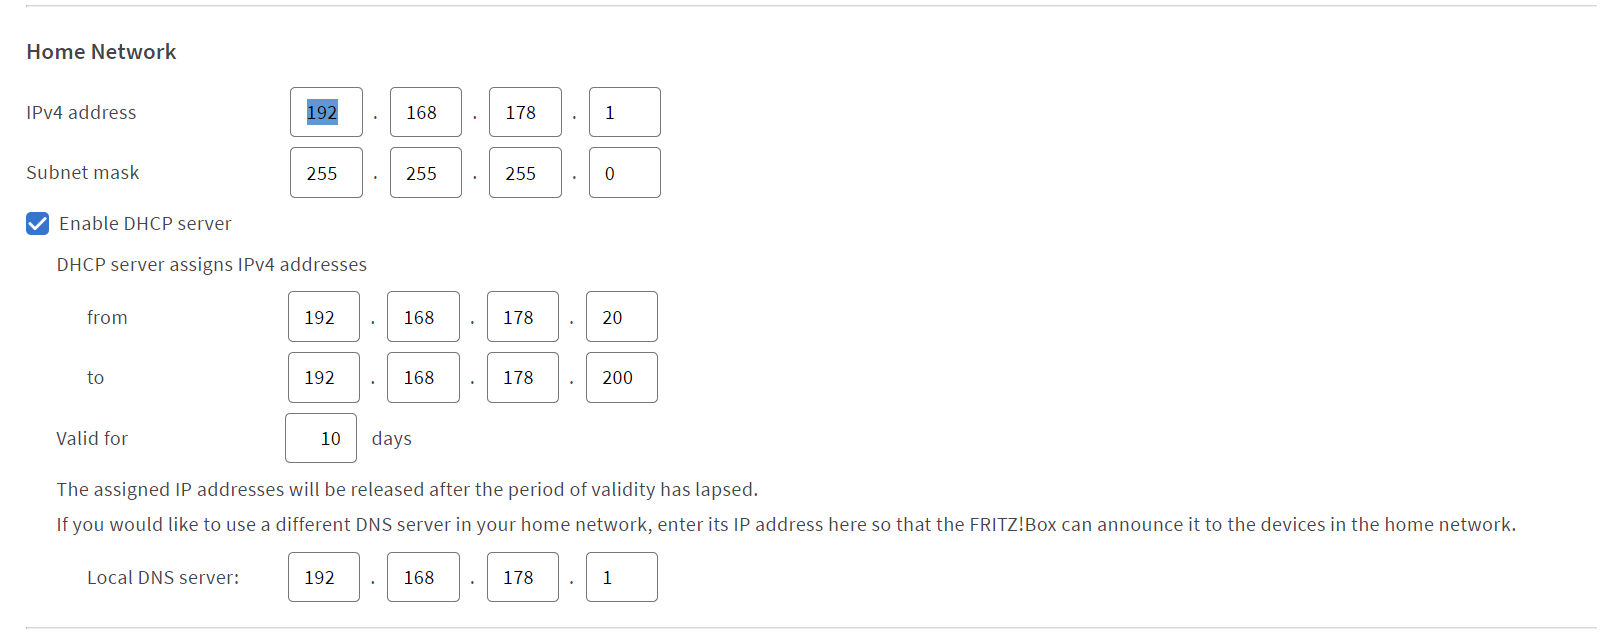 Home Network
IPv4 address 192 . 168 . 178 . 1
Subnet mask 255 . 255 . 255 . 0
Enable DHCP server
DHCP server assigns IPv4 addresses
from 192 . 168 . 178 . 20
to 192 . 168 . 178 . 200
Valid for 10 days
The assigned IP addresses will be released after the period of validity has lapsed.
If you would like to use a different DNS server in your home network, enter its IP address here so that the FRITZ!Box can announce it to the devices in the home network.
Local DNS server: 192 . 168 . 178 . 1